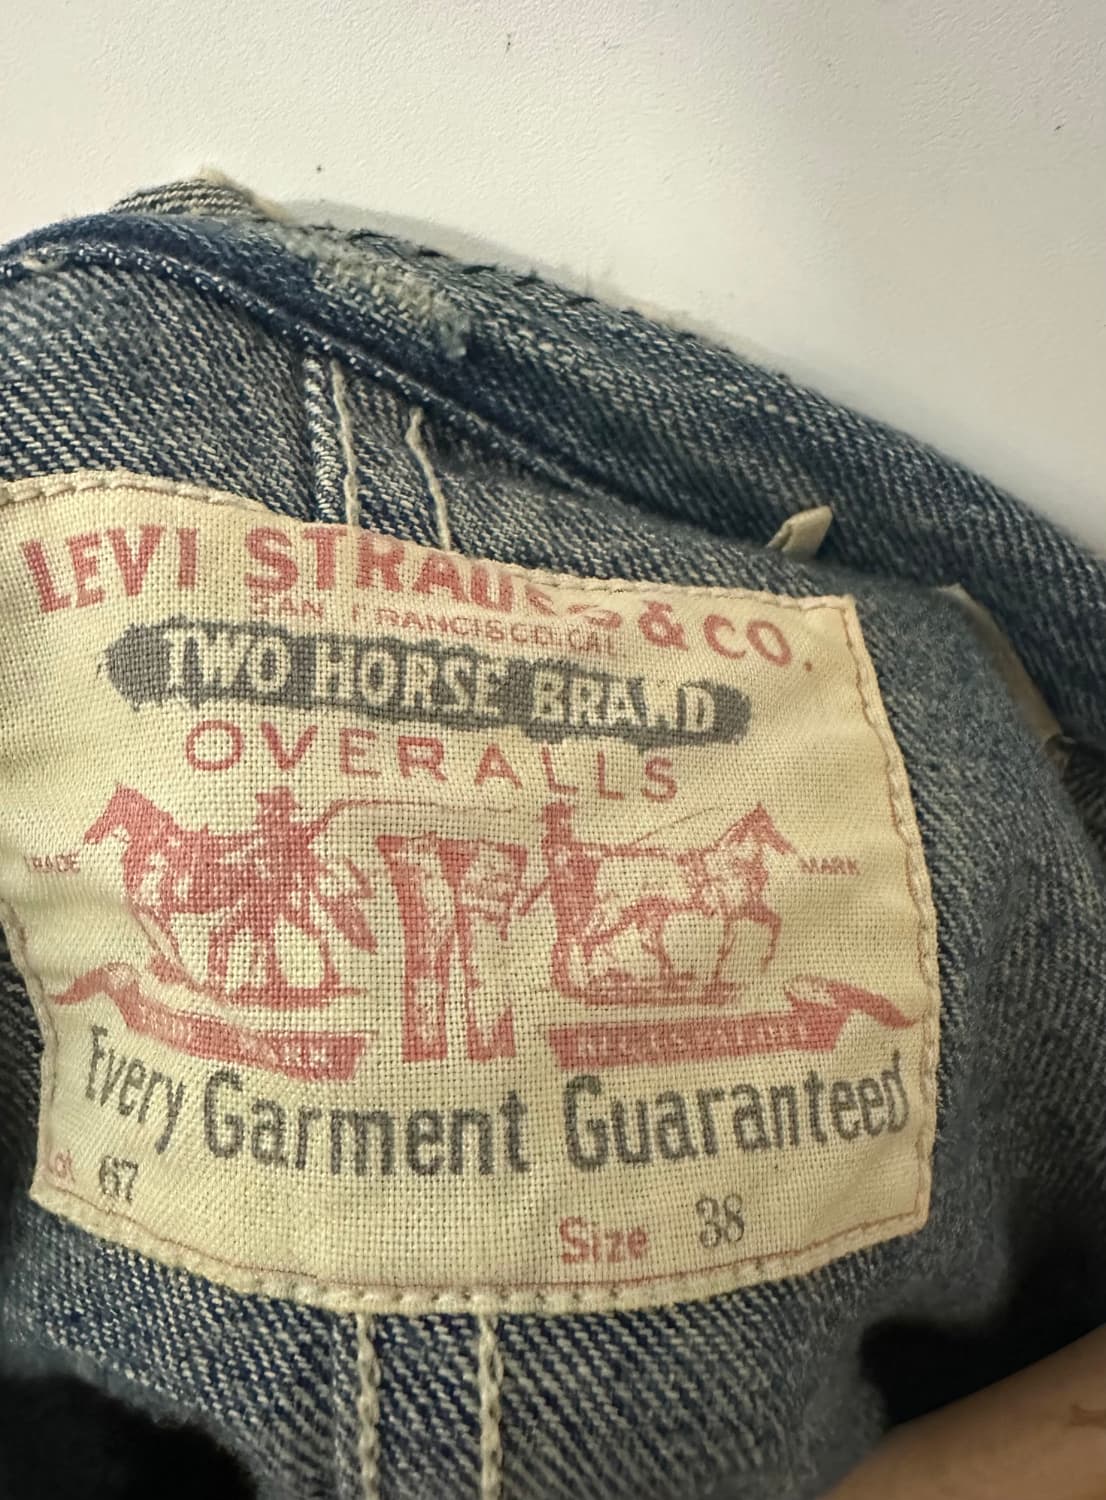 LEVI STRAUSS & CO.
SAN FRANCISCO CAL
TWO HORSE BRAND
OVERALLS
TRADE MARK
Every Garment Guaranteed
Lot 67
Size 38